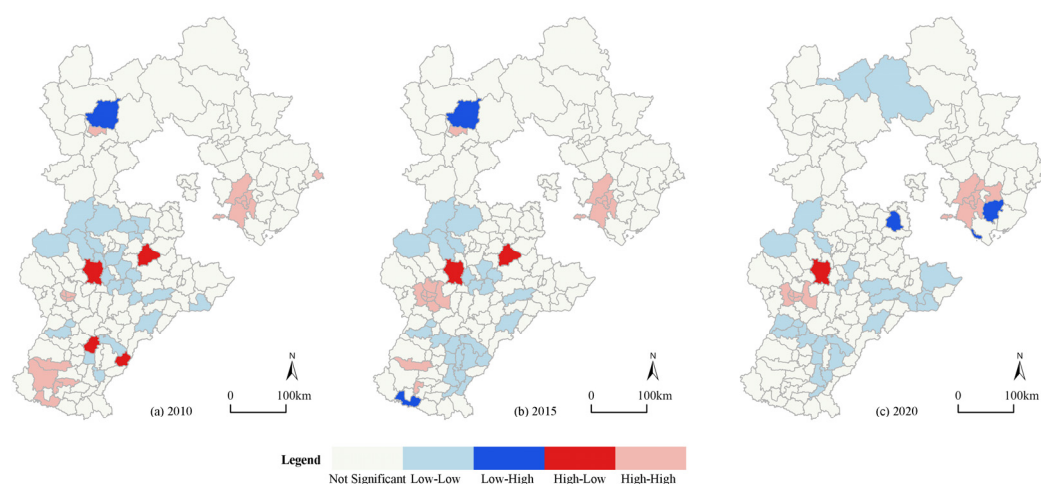 N
0 100km
(a) 2010
N
0 100km
(b) 2015
N
0 100km
(c) 2020
Legend
Not Significant Low-Low Low-High High-Low High-High